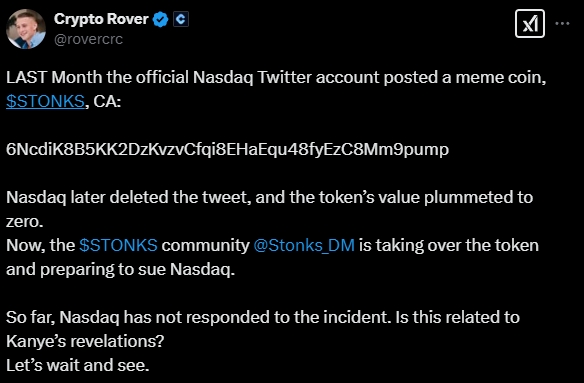 Crypto Rover
@rovercrc
LAST Month the official Nasdaq Twitter account posted a meme coin,
$STONKS, CA:
6NcdiK8B5KK2DzKvzvCfqi8EHaEqu48fyEzC8Mm9pump
Nasdaq later deleted the tweet, and the token’s value plummeted to
zero.
Now, the $STONKS community @Stonks_DM is taking over the token
and preparing to sue Nasdaq.
So far, Nasdaq has not responded to the incident. Is this related to
Kanye’s revelations?
Let’s wait and see.